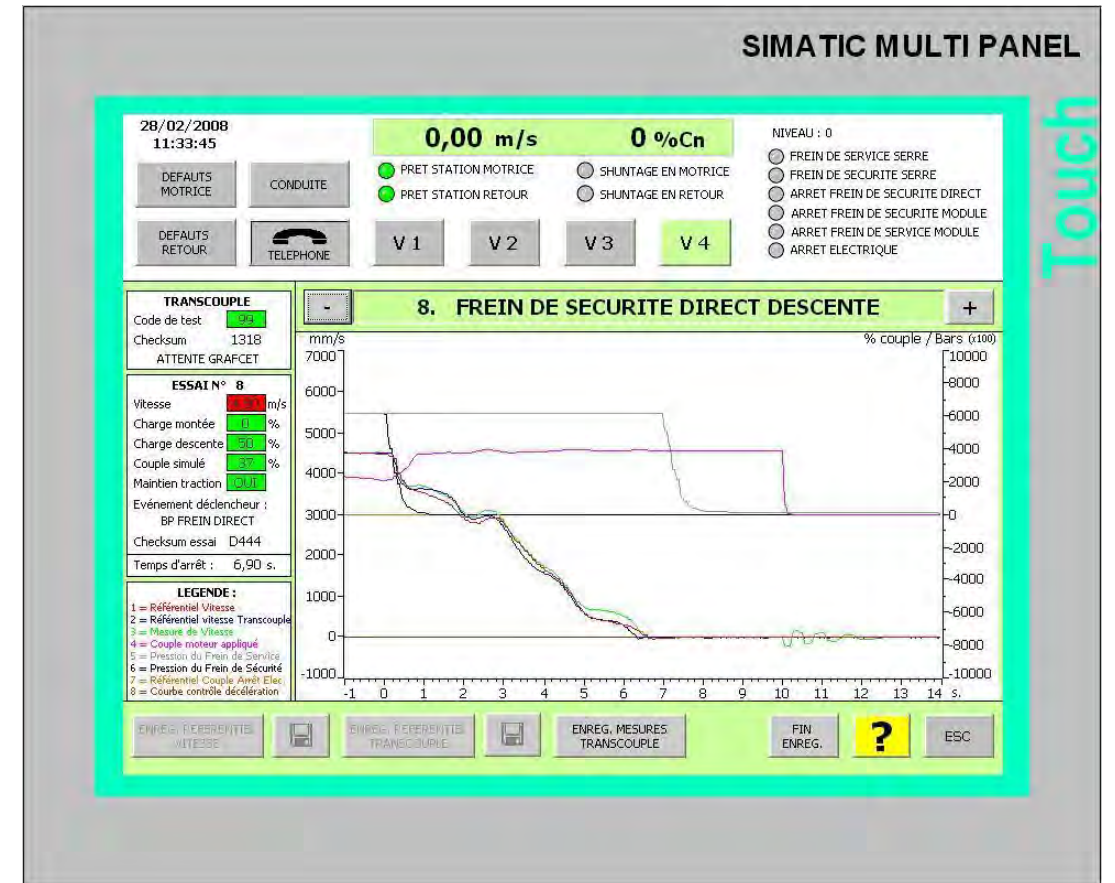 SIMATIC MULTI PANEL
Touch
28/02/2008
11:33:45
0,00 m/s 0 %Cn
NIVEAU : 0
DEFAUTS
MOTRICE
CONDUITE
PRET STATION MOTRICE
SHUNTAGE EN MOTRICE
PRET STATION RETOUR
SHUNTAGE EN RETOUR
FREIN DE SERVICE SERRE
FREIN DE SECURITE SERRE
ARRET FREIN DE SECURITE DIRECT
ARRET FREIN DE SECURITE MODULE
ARRET FREIN DE SERVICE MODULE
ARRET ELECTRIQUE
DEFAUTS
RETOUR
TELEPHONE
V 1 V 2 V 3 V 4
TRANSCOUPLE
Code de test 99
Checksum 1318
ATTENTE GRAFCET
- 8. FREIN DE SECURITE DIRECT DESCENTE +
ESSAI N° 8
Vitesse m/s
Charge montée 0 %
Charge descente 50 %
Couple simulé 37 %
Maintien traction OUI
Evénement déclencheur :
BP FREIN DIRECT
Checksum essai D444
Temps d'arrêt : 6,90 s.
LEGENDE :
1 = Référentiel Vitesse
2 = Référentiel vitesse Transcouple
3 = Mesure de Vitesse
4 = Couple moteur appliqué
5 = Pression du Frein de Service
6 = Pression du Frein de Sécurité
7 = Référentiel Couple Arrêt Elec
8 = Courbe contrôle décélération
mm/s
7000
6000
5000
4000
3000
2000
1000
0
-1000
% couple / Bars (x100)
10000
8000
6000
4000
2000
0
-2000
-4000
-6000
-8000
-10000
-1 0 1 2 3 4 5 6 7 8 9 10 11 12 13 14 s.
ENREG. REFERENTIEL
VITESSE
ENREG. REFERENTIEL
TRANSCOUPLE
ENREG. MESURES
TRANSCOUPLE
FIN
ENREG.
?
ESC